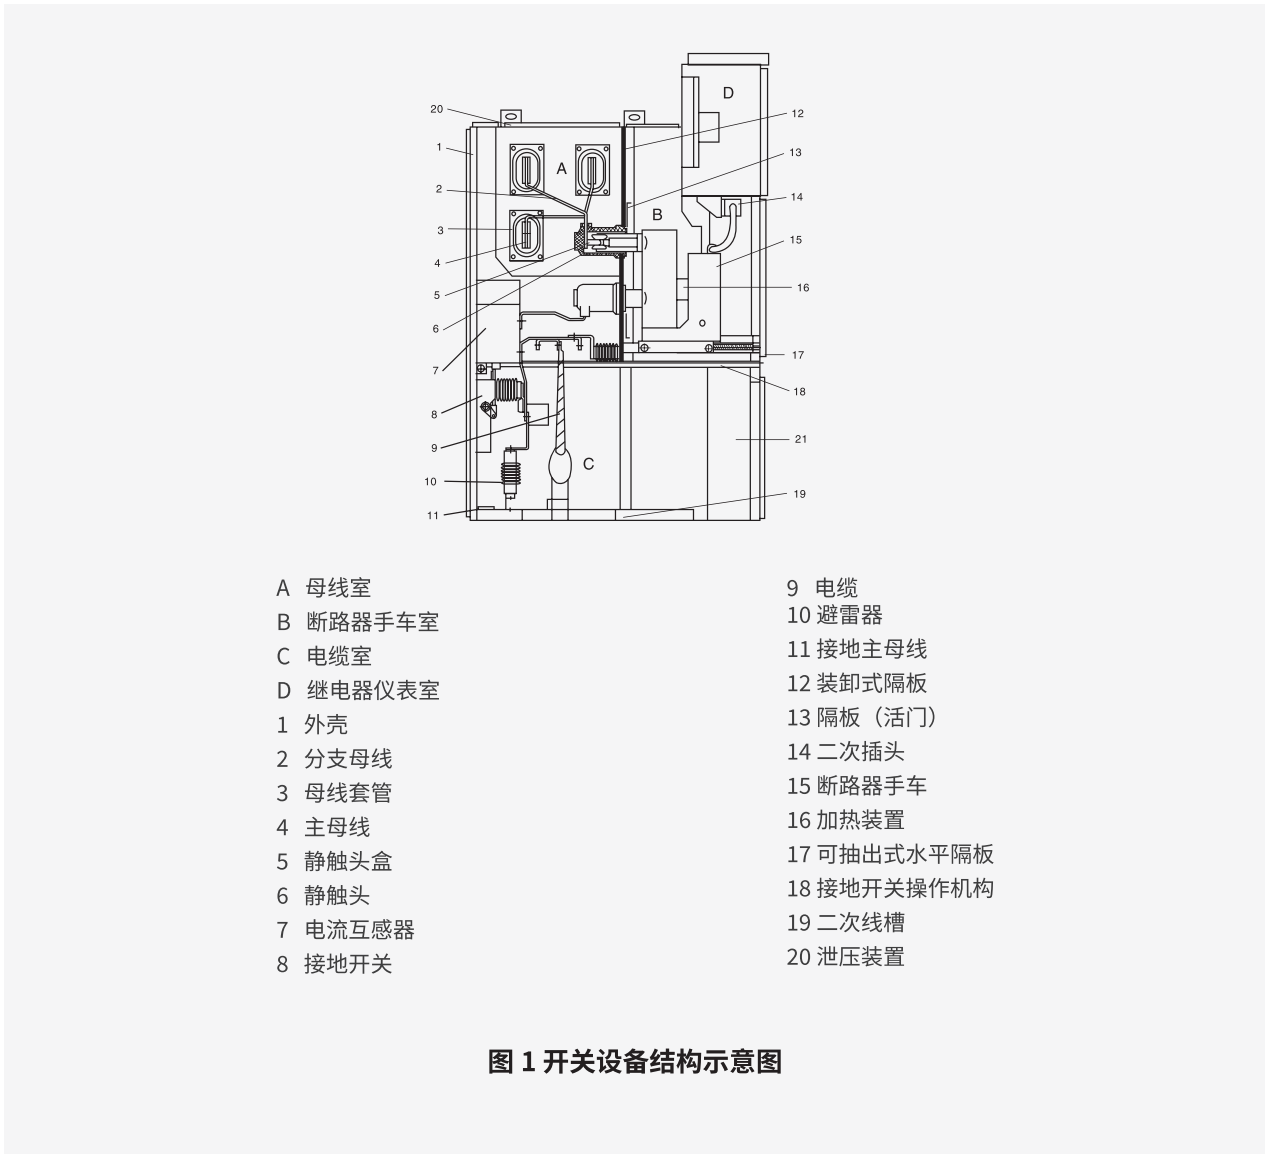 D
20
12
1
13
A
2
14
B
3
15
4
16
5
6
17
7
18
8
21
9
C
10
19
11
A 母线室
B 断路器手车室
C 电缆室
D 继电器仪表室
1 外壳
2 分支母线
3 母线套管
4 主母线
5 静触头盒
6 静触头
7 电流互感器
8 接地开关
9 电缆
10 避雷器
11 接地主母线
12 装卸式隔板
13 隔板（活门）
14 二次插头
15 断路器手车
16 加热装置
17 可抽出式水平隔板
18 接地开关操作机构
19 二次线槽
20 泄压装置
图 1 开关设备结构示意图